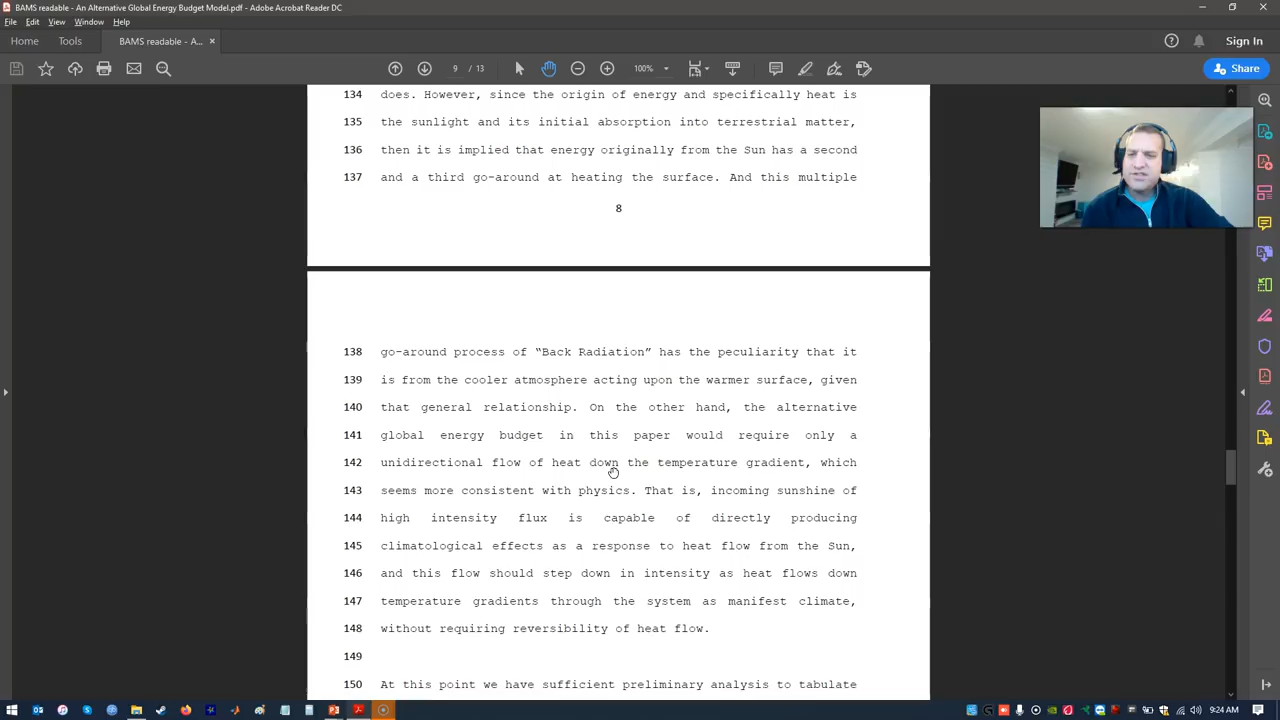 BAMS readable - An Alternative Global Energy Budget Model.pdf - Adobe Acrobat Reader DC
File Edit View Window Help
Home Tools BAMS readable - A... × Sign In
9 / 13 100% Share
134 does. However, since the origin of energy and specifically heat is
135 the sunlight and its initial absorption into terrestrial matter,
136 then it is implied that energy originally from the Sun has a second
137 and a third go-around at heating the surface. And this multiple
8
138 go-around process of “Back Radiation” has the peculiarity that it
139 is from the cooler atmosphere acting upon the warmer surface, given
140 that general relationship. On the other hand, the alternative
141 global energy budget in this paper would require only a
142 unidirectional flow of heat down the temperature gradient, which
143 seems more consistent with physics. That is, incoming sunshine of
144 high intensity flux is capable of directly producing
145 climatological effects as a response to heat flow from the Sun,
146 and this flow should step down in intensity as heat flows down
147 temperature gradients through the system as manifest climate,
148 without requiring reversibility of heat flow.
149
150 At this point we have sufficient preliminary analysis to tabulate
9:24 AM